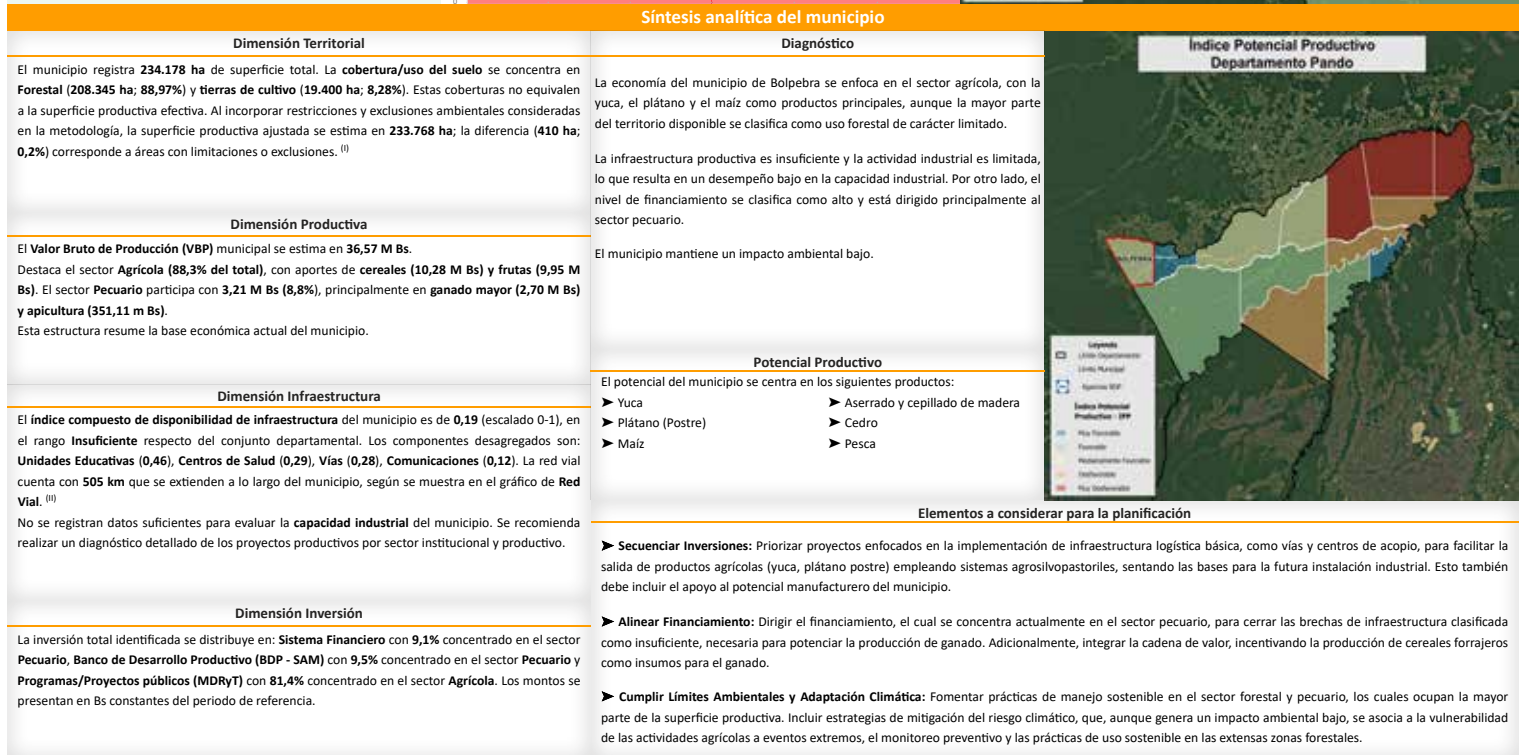 Síntesis analítica del municipio
Dimensión Territorial
El municipio registra 234.178 ha de superficie total. La cobertura/uso del suelo se concentra en
Forestal (208.345 ha; 88,97%) y tierras de cultivo (19.400 ha; 8,28%). Estas coberturas no equivalen
a la superficie productiva efectiva. Al incorporar restricciones y exclusiones ambientales consideradas
en la metodología, la superficie productiva ajustada se estima en 233.768 ha; la diferencia (410 ha;
0,2%) corresponde a áreas con limitaciones o exclusiones. (I)
Dimensión Productiva
El Valor Bruto de Producción (VBP) municipal se estima en 36,57 M Bs.
Destaca el sector Agrícola (88,3% del total), con aportes de cereales (10,28 M Bs) y frutas (9,95 M
Bs). El sector Pecuario participa con 3,21 M Bs (8,8%), principalmente en ganado mayor (2,70 M Bs)
y apicultura (351,11 m Bs).
Esta estructura resume la base económica actual del municipio.
Dimensión Infraestructura
El índice compuesto de disponibilidad de infraestructura del municipio es de 0,19 (escalado 0-1), en
el rango Insuficiente respecto del conjunto departamental. Los componentes desagregados son:
Unidades Educativas (0,46), Centros de Salud (0,29), Vías (0,28), Comunicaciones (0,12). La red vial
cuenta con 505 km que se extienden a lo largo del municipio, según se muestra en el gráfico de Red
Vial. (II)
No se registran datos suficientes para evaluar la capacidad industrial del municipio. Se recomienda
realizar un diagnóstico detallado de los proyectos productivos por sector institucional y productivo.
Dimensión Inversión
La inversión total identificada se distribuye en: Sistema Financiero con 9,1% concentrado en el sector
Pecuario, Banco de Desarrollo Productivo (BDP - SAM) con 9,5% concentrado en el sector Pecuario y
Programas/Proyectos públicos (MDRyT) con 81,4% concentrado en el sector Agrícola. Los montos se
presentan en Bs constantes del periodo de referencia.
Diagnóstico
La economía del municipio de Bolpebra se enfoca en el sector agrícola, con la
yuca, el plátano y el maíz como productos principales, aunque la mayor parte
del territorio disponible se clasifica como uso forestal de carácter limitado.
La infraestructura productiva es insuficiente y la actividad industrial es limitada,
lo que resulta en un desempeño bajo en la capacidad industrial. Por otro lado, el
nivel de financiamiento se clasifica como alto y está dirigido principalmente al
sector pecuario.
El municipio mantiene un impacto ambiental bajo.
Potencial Productivo
El potencial del municipio se centra en los siguientes productos:
➤ Yuca
➤ Plátano (Postre)
➤ Maíz
➤ Aserrado y cepillado de madera
➤ Cedro
➤ Pesca
Índice Potencial Productivo
Departamento Pando
Leyenda
Límite Departamento
Límite Municipal
Agencias BDP
Índice Potencial
Productivo - IPP
Muy Favorable
Favorable
Medianamente Favorable
Desfavorable
Muy Desfavorable
Elementos a considerar para la planificación
➤ Secuenciar Inversiones: Priorizar proyectos enfocados en la implementación de infraestructura logística básica, como vías y centros de acopio, para facilitar la
salida de productos agrícolas (yuca, plátano postre) empleando sistemas agrosilvopastoriles, sentando las bases para la futura instalación industrial. Esto también
debe incluir el apoyo al potencial manufacturero del municipio.
➤ Alinear Financiamiento: Dirigir el financiamiento, el cual se concentra actualmente en el sector pecuario, para cerrar las brechas de infraestructura clasificada
como insuficiente, necesaria para potenciar la producción de ganado. Adicionalmente, integrar la cadena de valor, incentivando la producción de cereales forrajeros
como insumos para el ganado.
➤ Cumplir Límites Ambientales y Adaptación Climática: Fomentar prácticas de manejo sostenible en el sector forestal y pecuario, los cuales ocupan la mayor
parte de la superficie productiva. Incluir estrategias de mitigación del riesgo climático, que, aunque genera un impacto ambiental bajo, se asocia a la vulnerabilidad
de las actividades agrícolas a eventos extremos, el monitoreo preventivo y las prácticas de uso sostenible en las extensas zonas forestales.